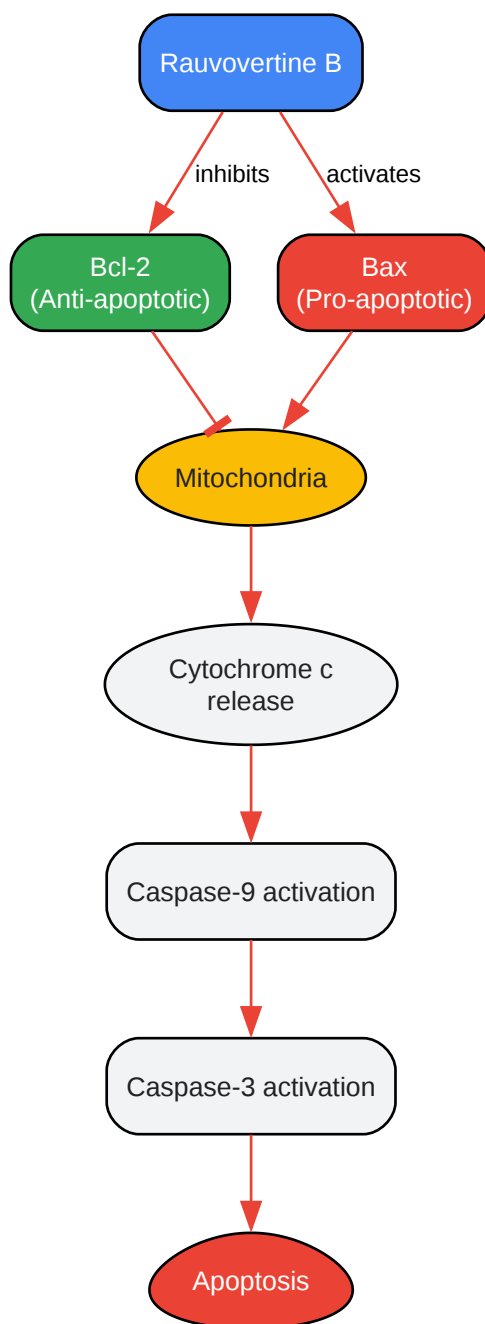 Rauvovertine B
inhibits
activates
Bcl-2
(Anti-apoptotic)
Bax
(Pro-apoptotic)
Mitochondria
Cytochrome c
release
Caspase-9 activation
Caspase-3 activation
Apoptosis